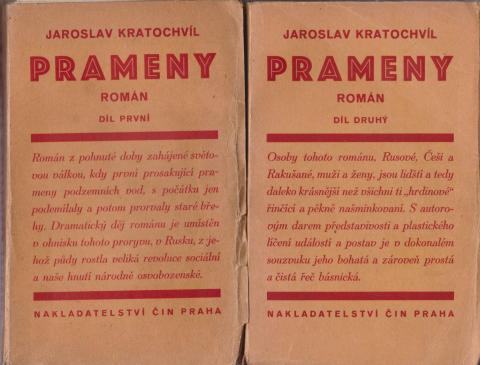 JAROSLAV KRATOCHVÍL
PRAMENY
ROMÁN
DÍL PRVNÍ
Román z pohnuté doby zahájené světo-
vou válkou, kdy první prosakující pra-
meny podzemních vod, s počátku jen
podemílaly a potom prorvaly staré bře-
hy. Dramatický děj románu je umístěn
v ohnisku tohoto prorvu, v Rusku, z je-
hož půdy rostla veliká revoluce sociální
a naše hnutí národně osvobozenské.
NAKLADATELSTVÍ ČIN PRAHA
JAROSLAV KRATOCHVÍL
PRAMENY
ROMÁN
DÍL DRUHÝ
Osoby tohoto románu, Rusové, Češi a
Rakušané, muži a ženy, jsou lidští a tedy
daleko krásnější než všichni ti „hrdinové“
řinčící a pěkně našminkovaní. S autoro-
vým darem představivosti a plastického
líčení událostí a postav je v dokonalém
souzvuku jeho bohatá a zároveň prostá
a čistá řeč básnická.
NAKLADATELSTVÍ ČIN PRAHA